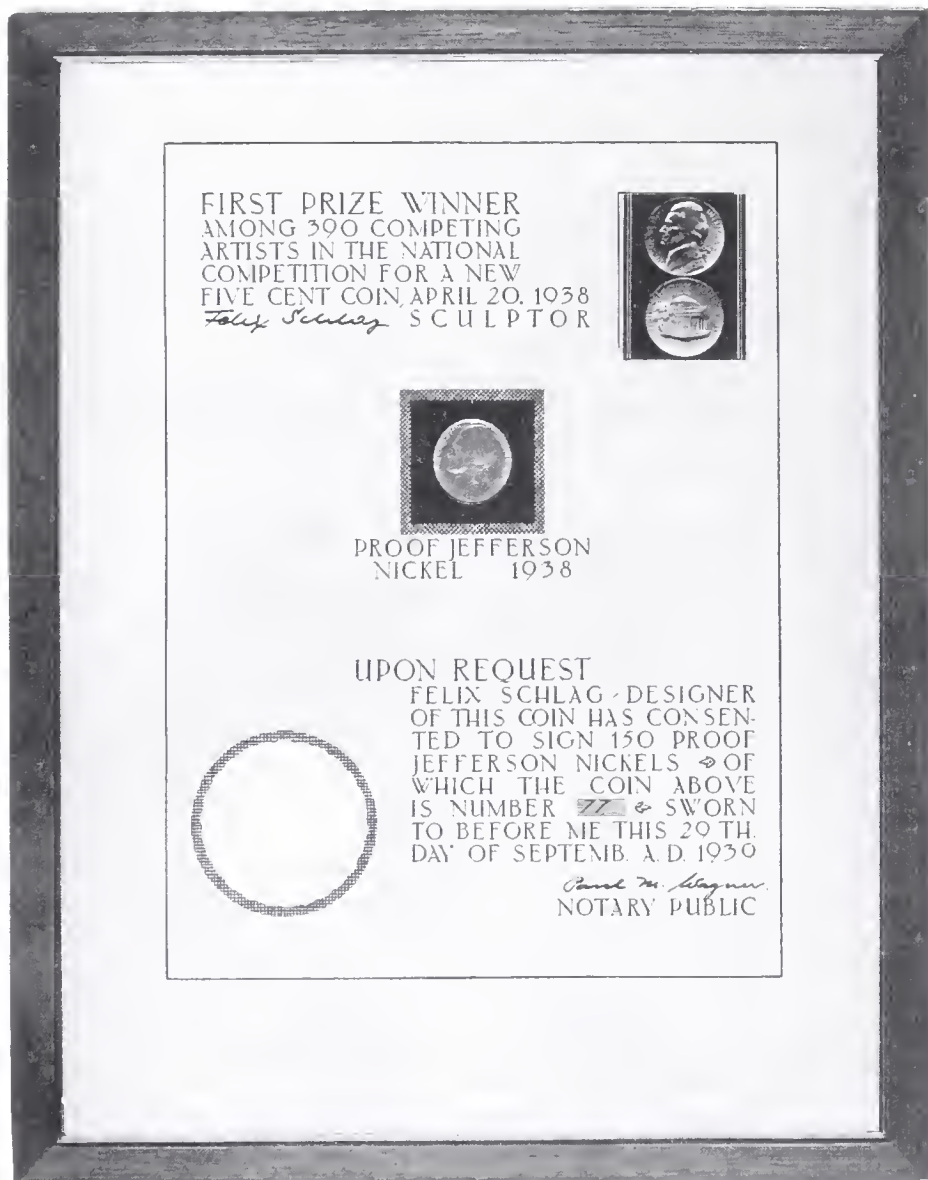 FIRST PRIZE WINNER
AMONG 390 COMPETING
ARTISTS IN THE NATIONAL
COMPETITION FOR A NEW
FIVE CENT COIN, APRIL 20. 1938
Felix Schlag SCULPTOR
PROOF JEFFERSON
NICKEL 1938
UPON REQUEST
FELIX SCHLAG - DESIGNER
OF THIS COIN HAS CONSEN-
TED TO SIGN 150 PROOF
JEFFERSON NICKELS OF
WHICH THE COIN ABOVE
IS NUMBER 77 SWORN
TO BEFORE ME THIS 29TH.
DAY OF SEPTEMB. A.D. 1939
Paul M. Wagner.
NOTARY PUBLIC